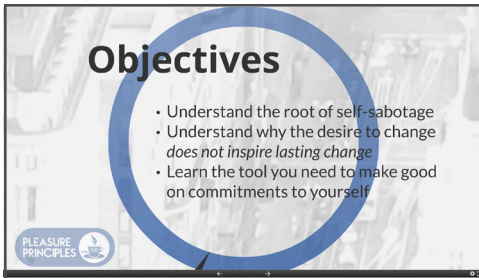 Objectives
• Understand the root of self-sabotage
• Understand why the desire to change
does not inspire lasting change
• Learn the tool you need to make good
on commitments to yourself
PLEASURE
PRINCIPLES